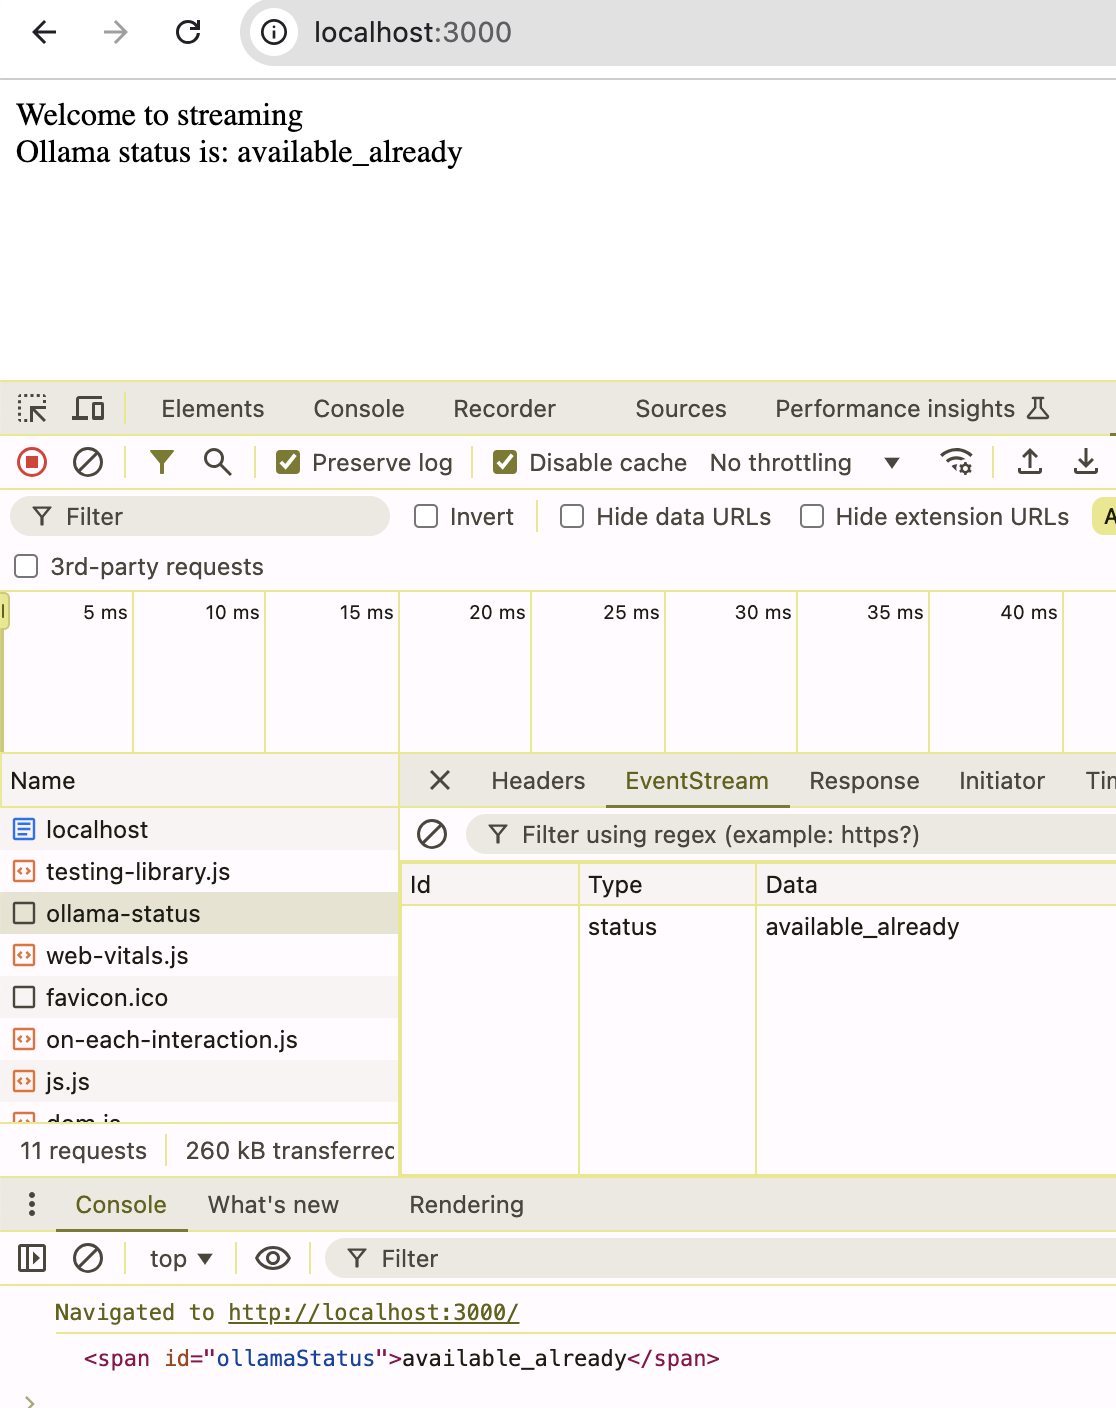 localhost:3000
Welcome to streaming
Ollama status is: available_already
Elements Console Recorder Sources Performance insights
Preserve log Disable cache No throttling
Filter Invert Hide data URLs Hide extension URLs A
3rd-party requests
5 ms 10 ms 15 ms 20 ms 25 ms 30 ms 35 ms 40 ms
Name
localhost
testing-library.js
ollama-status
web-vitals.js
favicon.ico
on-each-interaction.js
js.js
dom.js
11 requests 260 kB transferred
Headers EventStream Response Initiator Tim
Filter using regex (example: https?)
Id Type Data
status available_already
Console What's new Rendering
top Filter
Navigated to http://localhost:3000/
<span id="ollamaStatus">available_already</span>